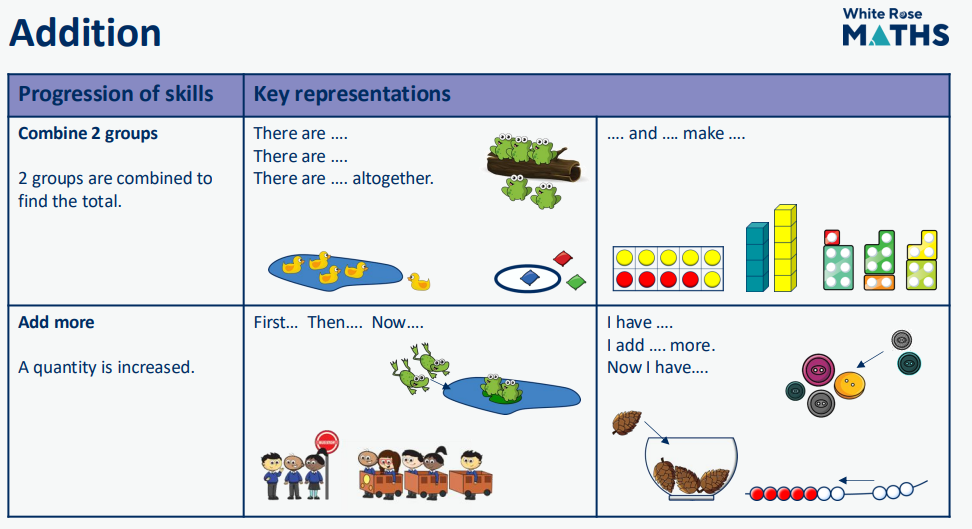 Addition
White Rose
MATHS
Progression of skills
Key representations
Combine 2 groups
2 groups are combined to
find the total.
There are ....
There are ....
There are .... altogether.
.... and .... make ....
Add more
A quantity is increased.
First... Then.... Now....
I have ....
I add .... more.
Now I have....